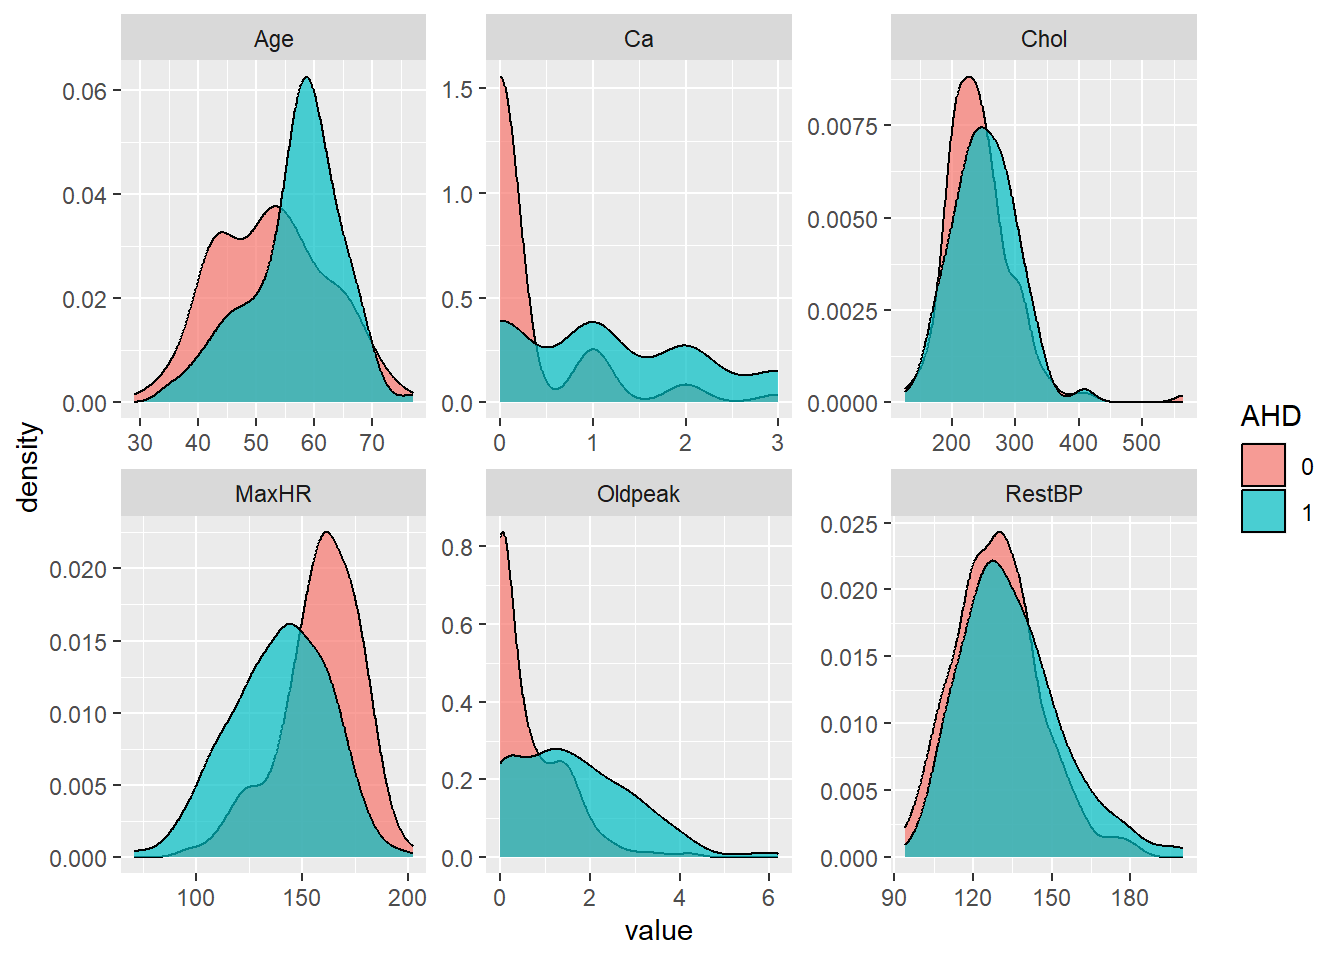 Age
Ca
Chol
0.06
0.04
0.02
0.00
30 40 50 60 70
1.5
1.0
0.5
0.0
0 1 2 3
0.0075
0.0050
0.0025
0.0000
200 300 400 500
MaxHR
Oldpeak
RestBP
0.020
0.015
0.010
0.005
0.000
100 150 200
0.8
0.6
0.4
0.2
0.0
0 2 4 6
0.025
0.020
0.015
0.010
0.005
0.000
90 120 150 180
density
value
AHD
0
1